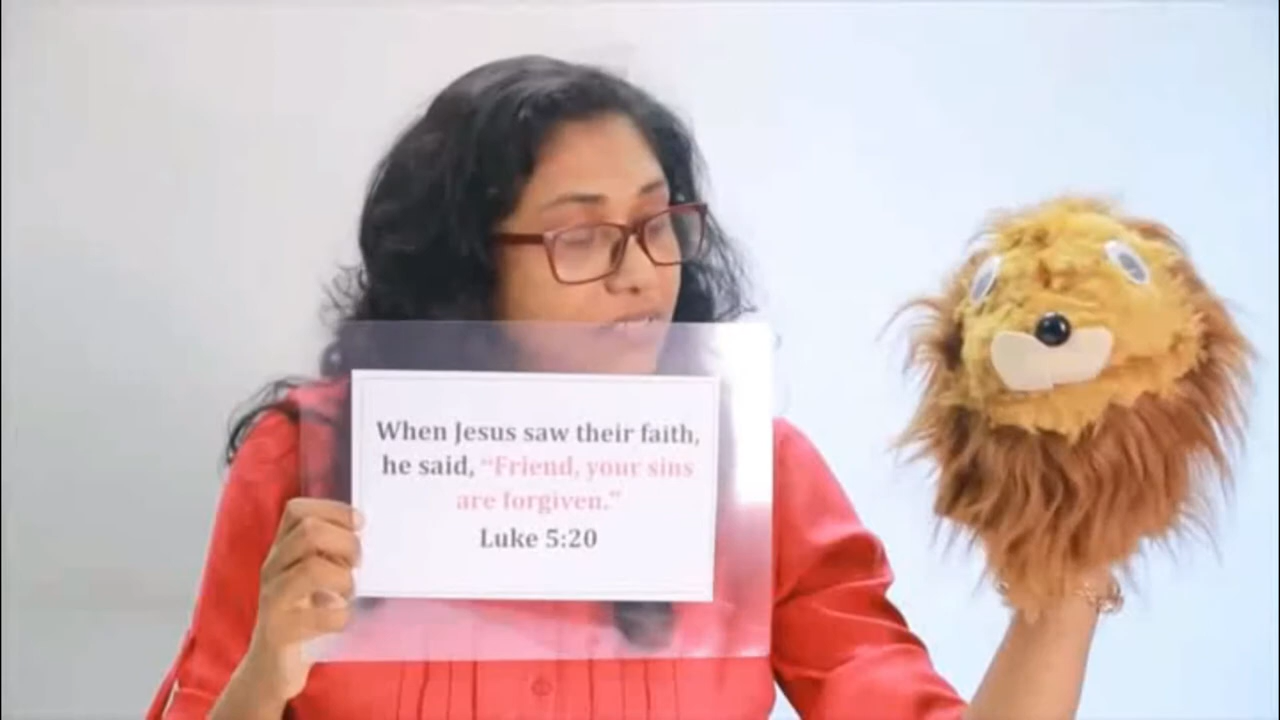 When Jesus saw their faith,
he said, “Friend, your sins
are forgiven.”
Luke 5:20